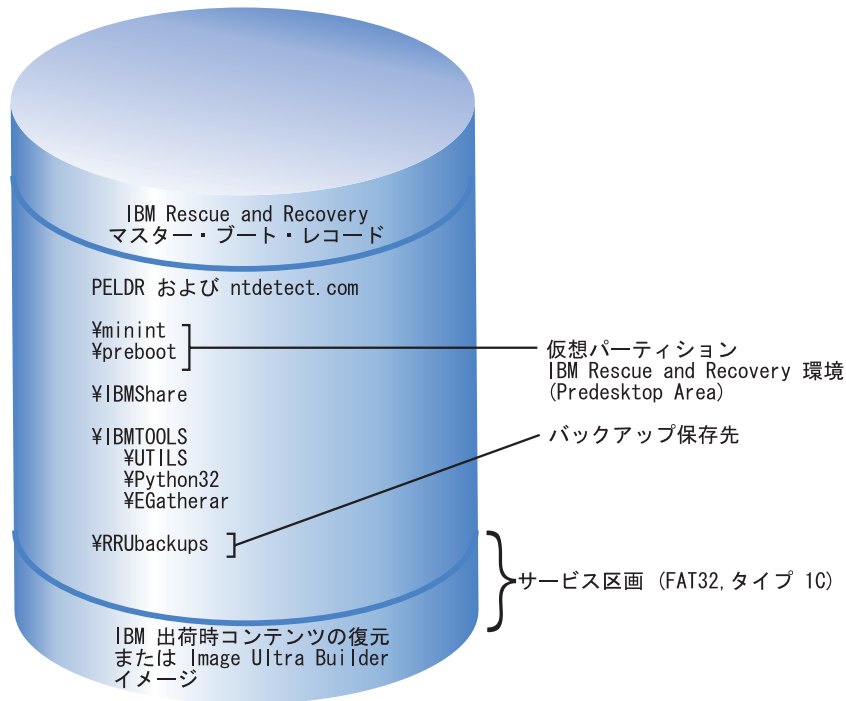 IBM Rescue and Recovery
マスター・ブート・レコード
PELDR および ntdetect.com
¥minint
¥preboot
仮想パーティション
IBM Rescue and Recovery 環境
(Predesktop Area)
¥IBMShare
¥IBMTOOLS
¥UTILS
¥Python32
¥EGatherar
バックアップ保存先
¥RRUbackups
サービス区画 (FAT32,タイプ 1C)
IBM 出荷時コンテンツの復元
または Image Ultra Builder
イメージ